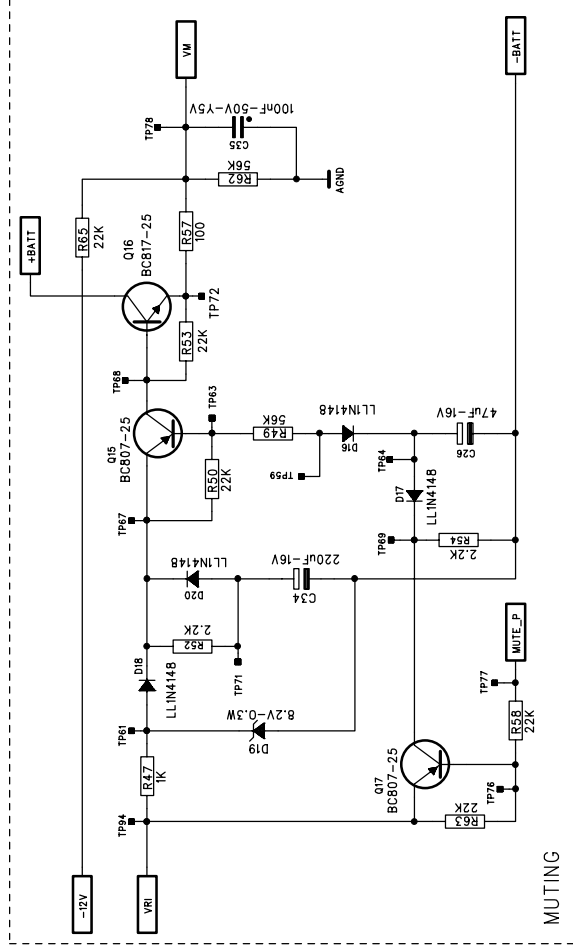 VM
-BATT
TP78
100nF-50V-Y5V
C35
56K
R62
AGND
+BATT
R65
22K
Q16
BC817-25
R57
100
TP72
R53
22K
TP68
Q15
BC807-25
TP63
56K
R49
LL1N4148
D16
47uF-16V
C26
TP59
TP64
R50
22K
TP67
D17
LL1N4148
TP69
R54
2.2K
LL1N4148
D20
220uF-16V
C34
2.2K
R52
TP71
D18
LL1N4148
MUTE_P
TP77
TP61
8.2V-0.3W
D19
R58
22K
Q17
BC807-25
R47
1K
TP76
22K
R63
TP94
-12V
VRI
MUTING